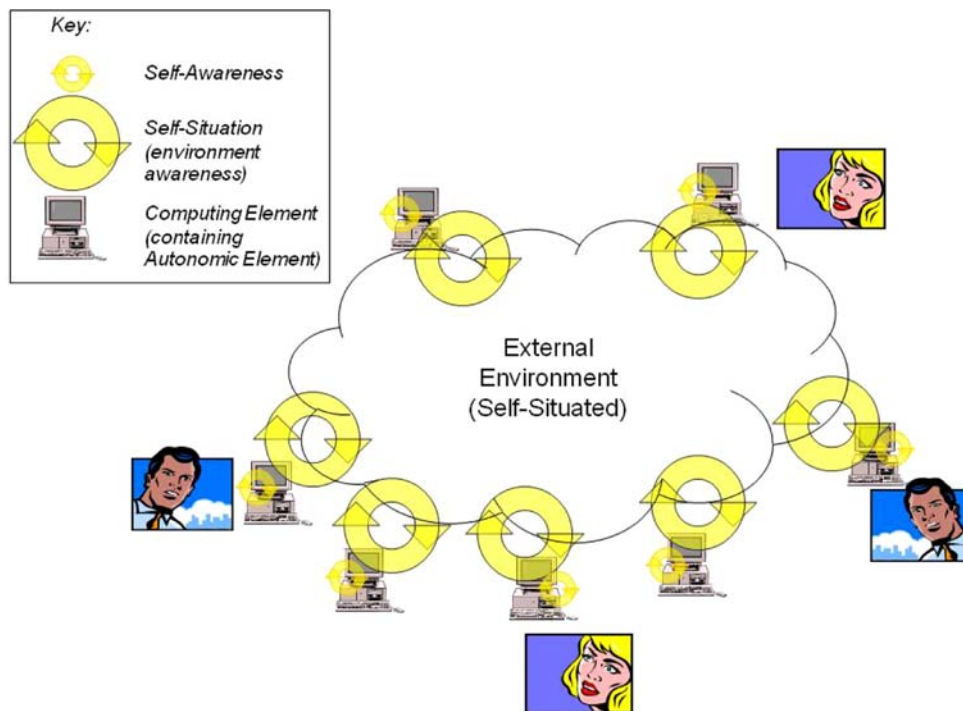 Key:
Self-Awareness
Self-Situation
(environment
awareness)
Computing Element
(containing
Autonomic Element)
External
Environment
(Self-Situated)